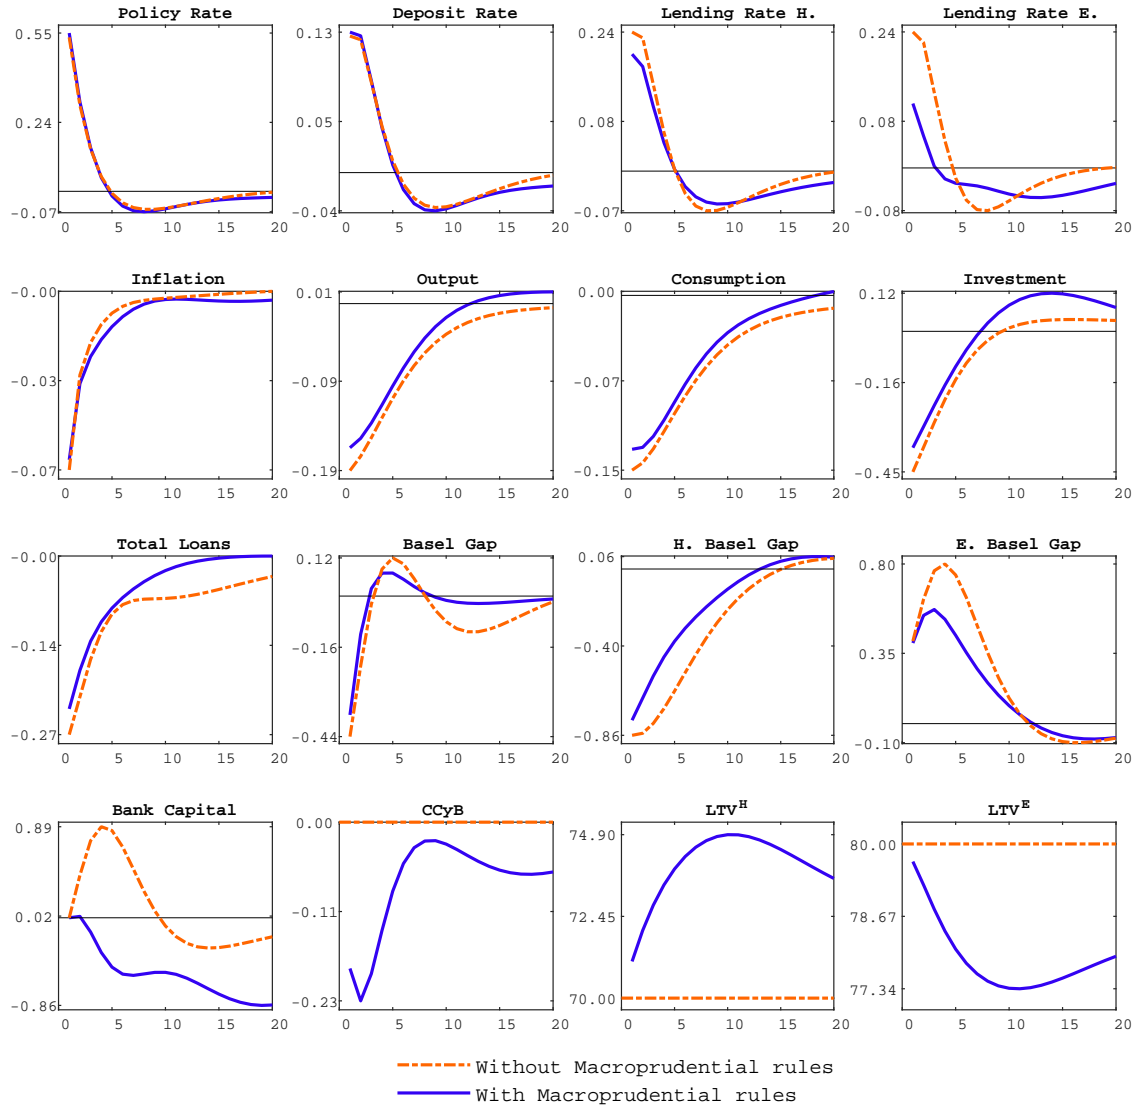 Policy Rate Deposit Rate Lending Rate H. Lending Rate E.
0.55 0.13 0.24 0.24
0.24 0.05 0.08 0.08
-0.07 -0.04 -0.07 -0.08
0 5 10 15 20 0 5 10 15 20 0 5 10 15 20 0 5 10 15 20
Inflation Output Consumption Investment
-0.00 0.01 0.00 0.12
-0.03 -0.09 -0.07 -0.16
-0.07 -0.19 -0.15 -0.45
0 5 10 15 20 0 5 10 15 20 0 5 10 15 20 0 5 10 15 20
Total Loans Basel Gap H. Basel Gap E. Basel Gap
-0.00 0.12 0.06 0.80
-0.14 -0.16 -0.40 0.35
-0.27 -0.44 -0.86 -0.10
0 5 10 15 20 0 5 10 15 20 0 5 10 15 20 0 5 10 15 20
Bank Capital CCyB LTV^H LTV^E
0.89 0.00 74.90 80.00
0.02 -0.11 72.45 78.67
-0.86 -0.23 70.00 77.34
0 5 10 15 20 0 5 10 15 20 0 5 10 15 20 0 5 10 15 20
Without Macroprudential rules
With Macroprudential rules